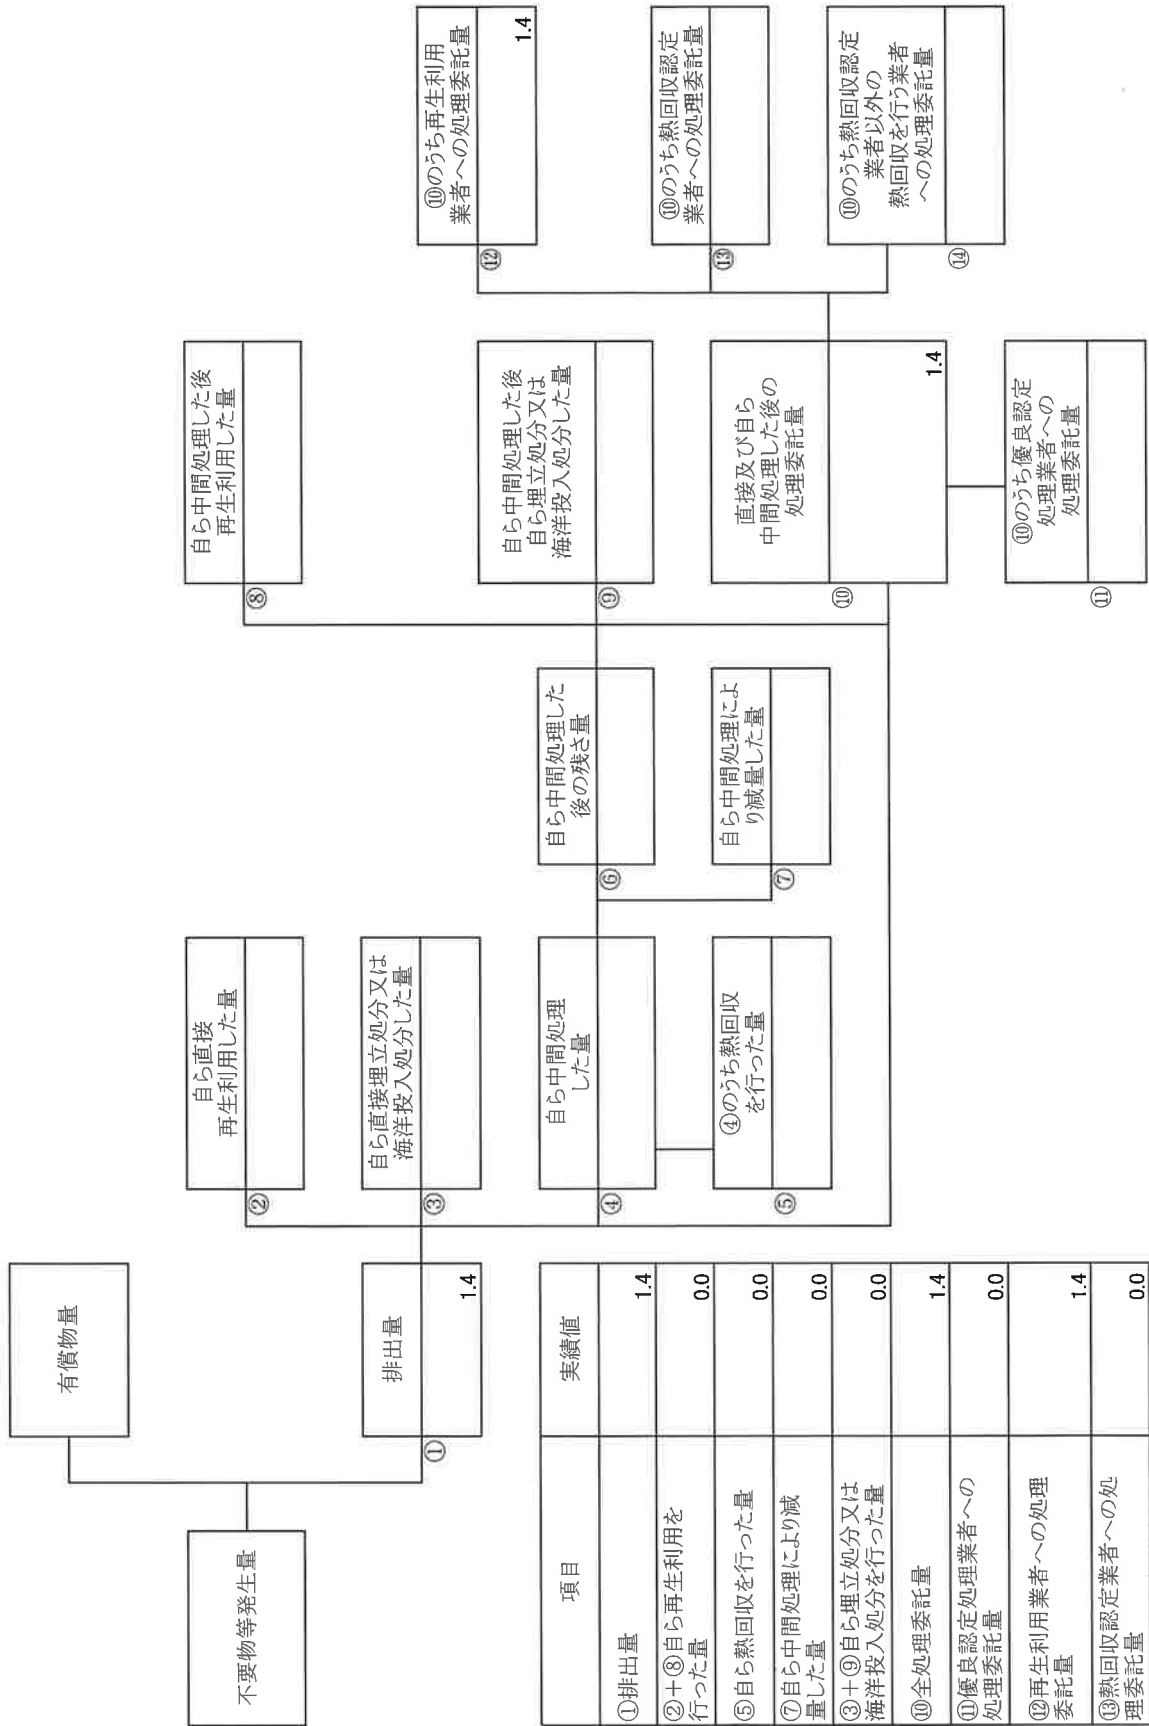 有償物量
不要物等発生量
排出量
①
1.4
自ら直接
再生利用した量
②
自ら直接埋立処分又は
海洋投入処分した量
③
自ら中間処理
した量
④
④のうち熱回収
を行った量
⑤
自ら中間処理した
後の残さ量
⑥
自ら中間処理によ
り減量した量
⑦
自ら中間処理した後
再生利用した量
⑧
自ら中間処理した後
自ら埋立処分又は
海洋投入処分した量
⑨
直接及び自ら
中間処理した後の
処理委託量
⑩
1.4
⑩のうち優良認定
処理業者への
処理委託量
⑪
⑩のうち再生利用
業者への処理委託量
⑫
1.4
⑩のうち熱回収認定
業者への処理委託量
⑬
⑩のうち熱回収認定
業者以外の
熱回収を行う業者
への処理委託量
⑭
項目 実績値
①排出量 1.4
②+⑧自ら再生利用を
行った量 0.0
⑤自ら熱回収を行った量 0.0
⑦自ら中間処理により減
量した量 0.0
③+⑨自ら埋立処分又は
海洋投入処分を行った量 0.0
⑩全処理委託量 1.4
⑪優良認定処理業者への
処理委託量 0.0
⑫再生利用業者への処理
委託量 1.4
⑬熱回収認定業者への処
理委託量 0.0